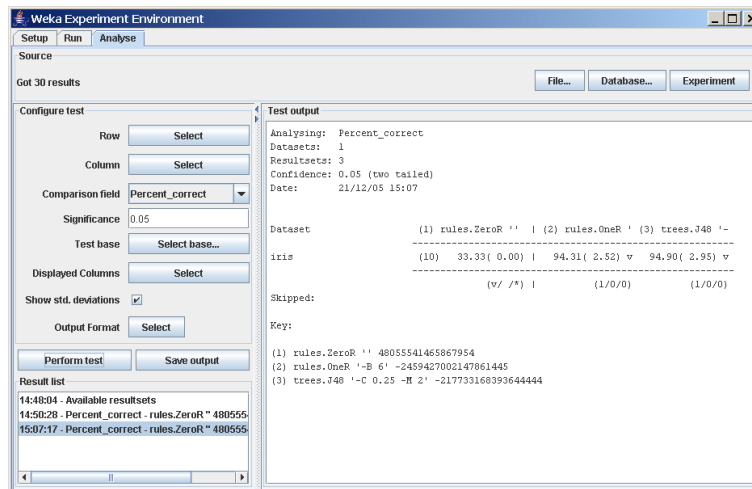 Weka Experiment Environment
Setup Run Analyse
Source
Got 30 results
File... Database... Experiment
Configure test
Row Select
Column Select
Comparison field Percent_correct
Significance 0.05
Test base Select base...
Displayed Columns Select
Show std. deviations
Output Format Select
Perform test Save output
Result list
14:48:04 - Available resultsets
14:50:28 - Percent_correct - rules.ZeroR '' 480555
15:07:17 - Percent_correct - rules.ZeroR '' 480555
Test output
Analysing: Percent_correct
Datasets: 1
Resultsets: 3
Confidence: 0.05 (two tailed)
Date: 21/12/05 15:07
Dataset (1) rules.ZeroR '' | (2) rules.OneR ' (3) trees.J48 '-
----------------------------------------------------------
iris (10) 33.33( 0.00) | 94.31( 2.52) v 94.90( 2.95) v
----------------------------------------------------------
(v/ /*) | (1/0/0) (1/0/0)
Skipped:
Key:
(1) rules.ZeroR '' 48055541465867954
(2) rules.OneR '-B 6' -2459427002147861445
(3) trees.J48 '-C 0.25 -M 2' -217733168393644444